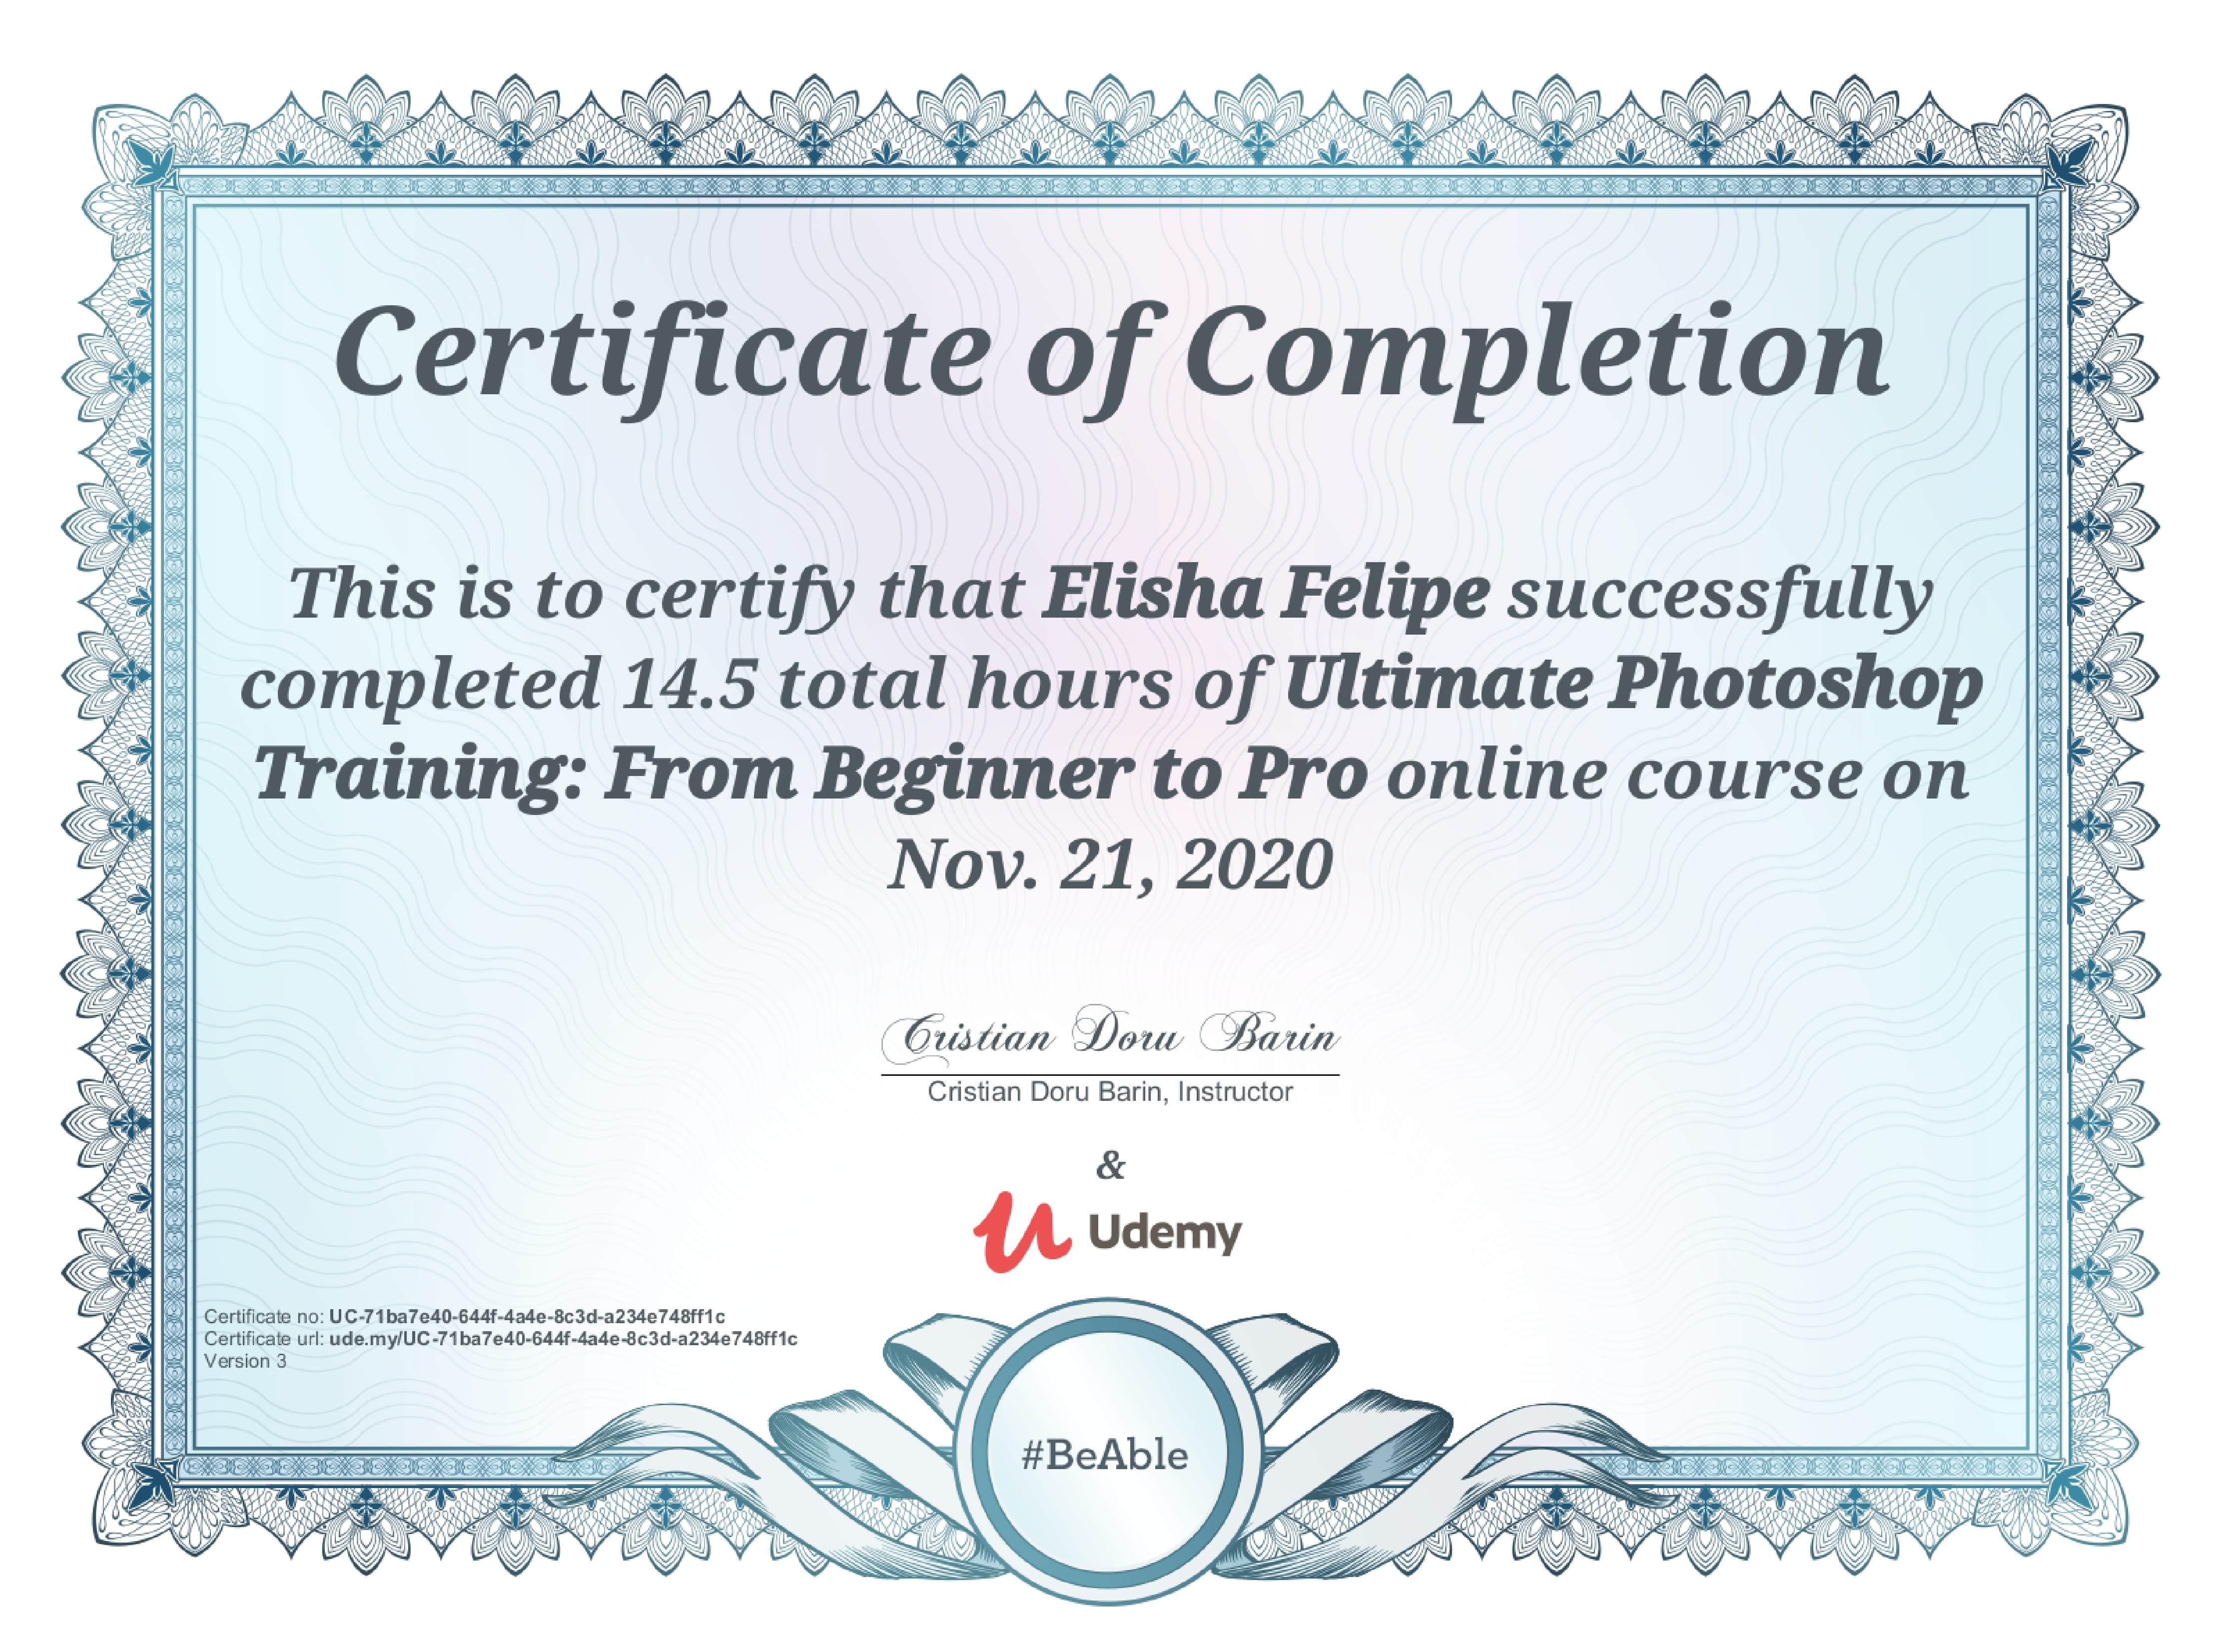 Certificate of Completion
This is to certify that Elisha Felipe successfully
completed 14.5 total hours of Ultimate Photoshop
Training: From Beginner to Pro online course on
Nov. 21, 2020
Cristian Doru Barin
Cristian Doru Barin, Instructor
&
Udemy
Certificate no: UC-71ba7e40-644f-4a4e-8c3d-a234e748ff1c
Certificate url: ude.my/UC-71ba7e40-644f-4a4e-8c3d-a234e748ff1c
Version 3
#BeAble